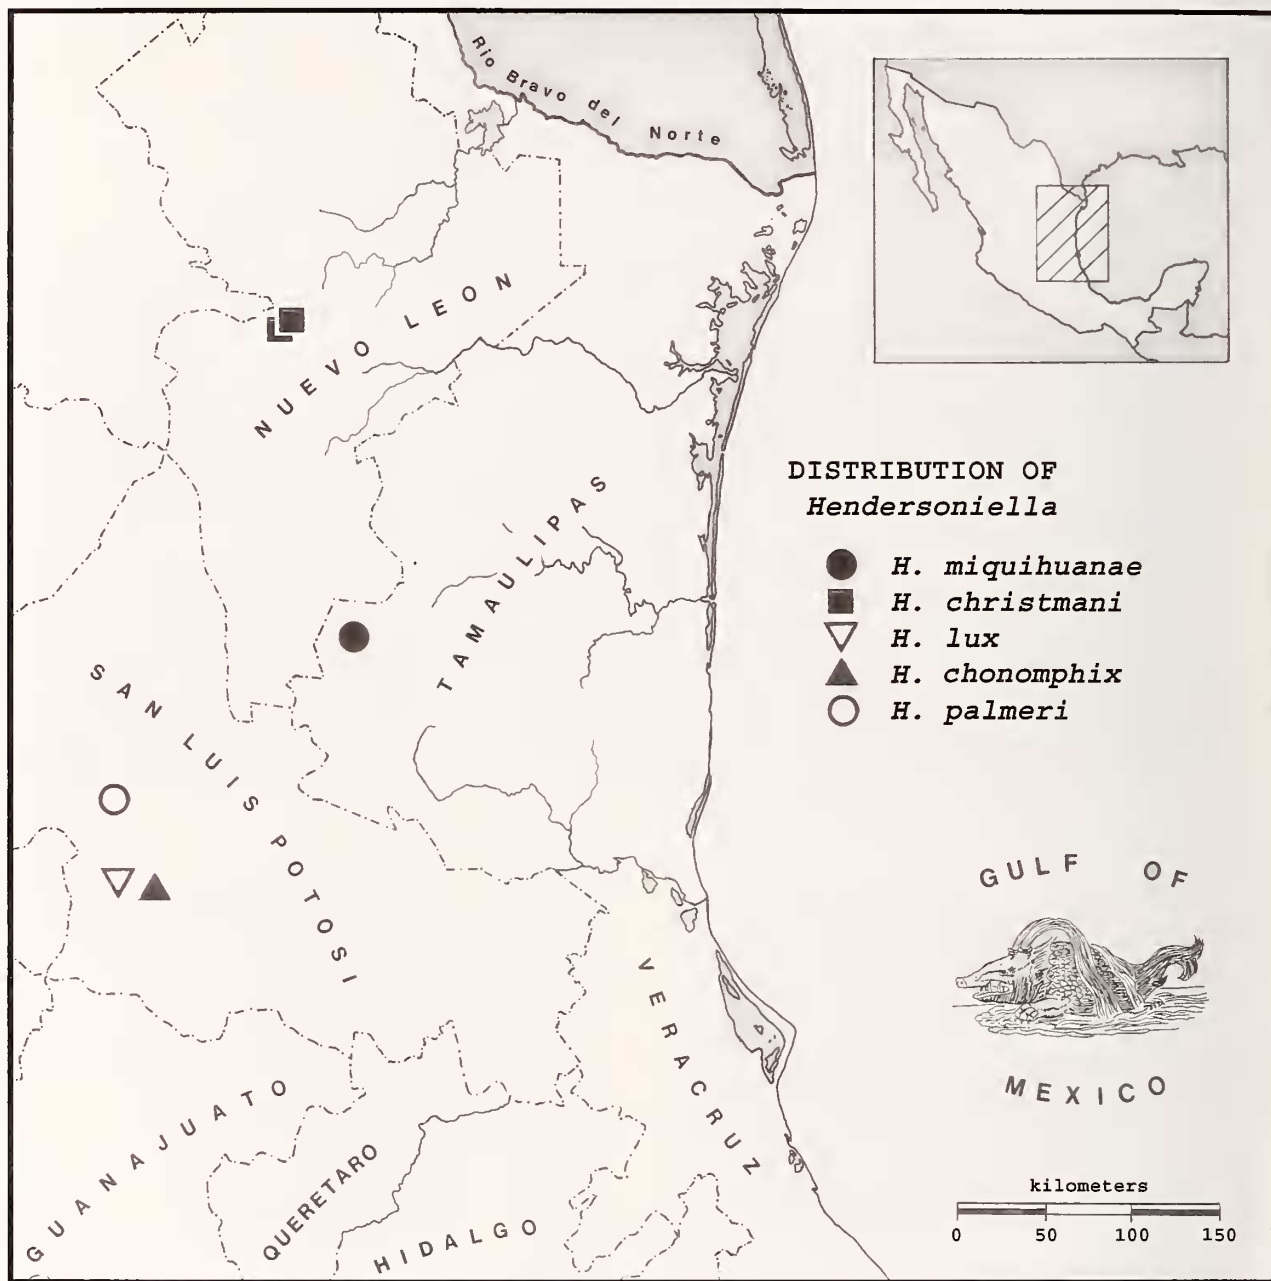 Rio Bravo del Norte
NUEVO LEON
TAMAULIPAS
SAN LUIS POTOSI
VERACRUZ
GUANAJUATO
QUERETARO
HIDALGO
DISTRIBUTION OF
Hendersoniella
H. miquihuanae
H. christmani
H. lux
H. chonomphix
H. palmeri
GULF OF
MEXICO
kilometers
0 50 100 150